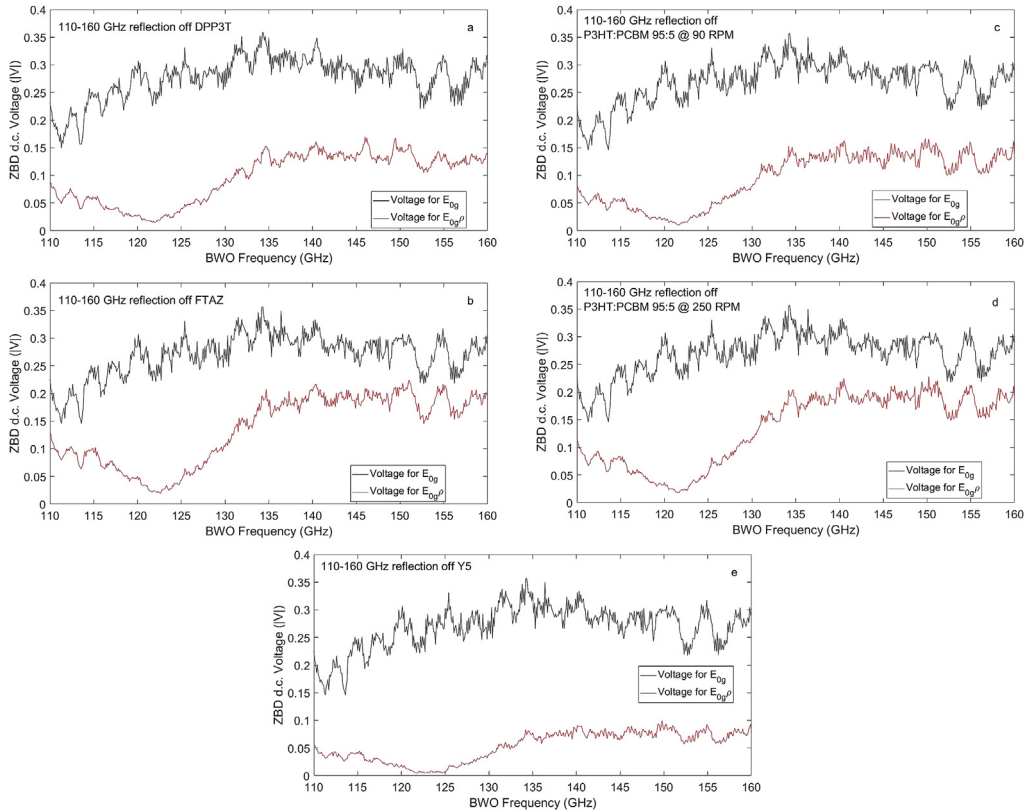 110-160 GHz reflection off DPP3T
a
0.4
0.35
0.3
0.25
0.2
0.15
0.1
0.05
0
ZBD d.c. Voltage (|V|)
Voltage for E0g
Voltage for E0gρ
110 115 120 125 130 135 140 145 150 155 160
BWO Frequency (GHz)
110-160 GHz reflection off
P3HT:PCBM 95:5 @ 90 RPM
c
0.4
0.35
0.3
0.25
0.2
0.15
0.1
0.05
0
ZBD d.c. Voltage (|V|)
Voltage for E0g
Voltage for E0gρ
110 115 120 125 130 135 140 145 150 155 160
BWO Frequency (GHz)
110-160 GHz reflection off FTAZ
b
0.4
0.35
0.3
0.25
0.2
0.15
0.1
0.05
0
ZBD d.c. Voltage (|V|)
Voltage for E0g
Voltage for E0gρ
110 115 120 125 130 135 140 145 150 155 160
BWO Frequency (GHz)
110-160 GHz reflection off
P3HT:PCBM 95:5 @ 250 RPM
d
0.4
0.35
0.3
0.25
0.2
0.15
0.1
0.05
0
ZBD d.c. Voltage (|V|)
Voltage for E0g
Voltage for E0gρ
110 115 120 125 130 135 140 145 150 155 160
BWO Frequency (GHz)
110-160 GHz reflection off Y5
e
0.4
0.35
0.3
0.25
0.2
0.15
0.1
0.05
0
ZBD d.c. Voltage (|V|)
Voltage for E0g
Voltage for E0gρ
110 115 120 125 130 135 140 145 150 155 160
BWO Frequency (GHz)